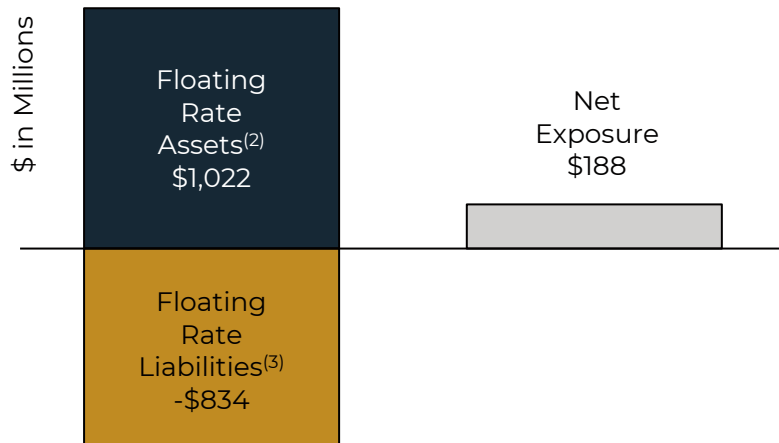 $ in Millions
Floating
Rate
Assets(2)
$1,022
Net
Exposure
$188
Floating
Rate
Liabilities(3)
-$834